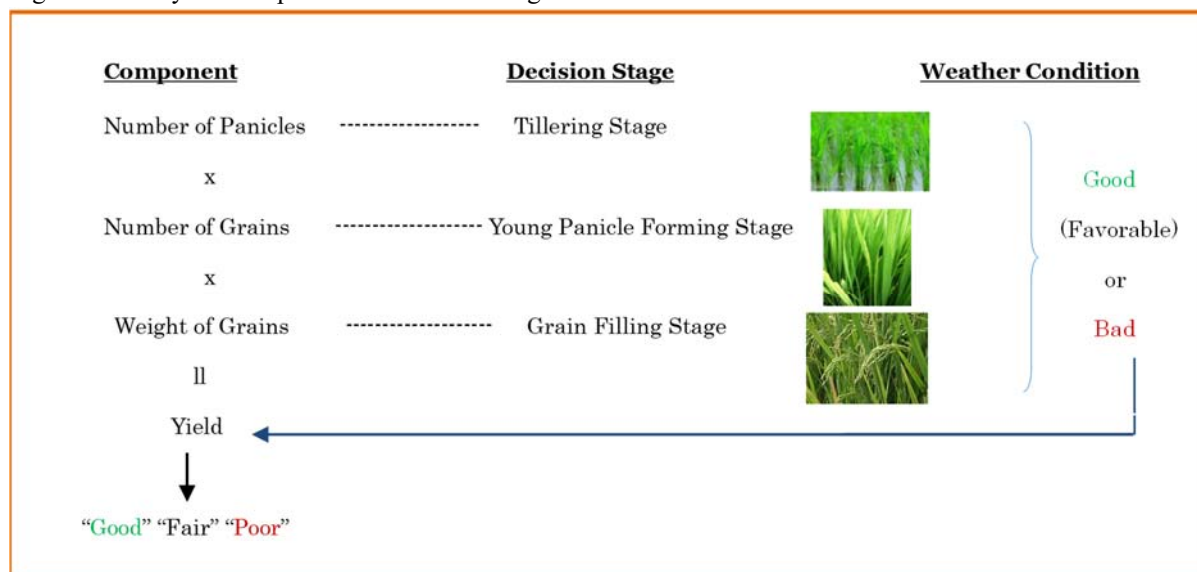 Component Decision Stage Weather Condition
Number of Panicles ---------------- Tillering Stage
x
Good
Number of Grains ----------------- Young Panicle Forming Stage
(Favorable)
x
or
Weight of Grains ---------------- Grain Filling Stage
Bad
ll
Yield
“Good” “Fair” “Poor”